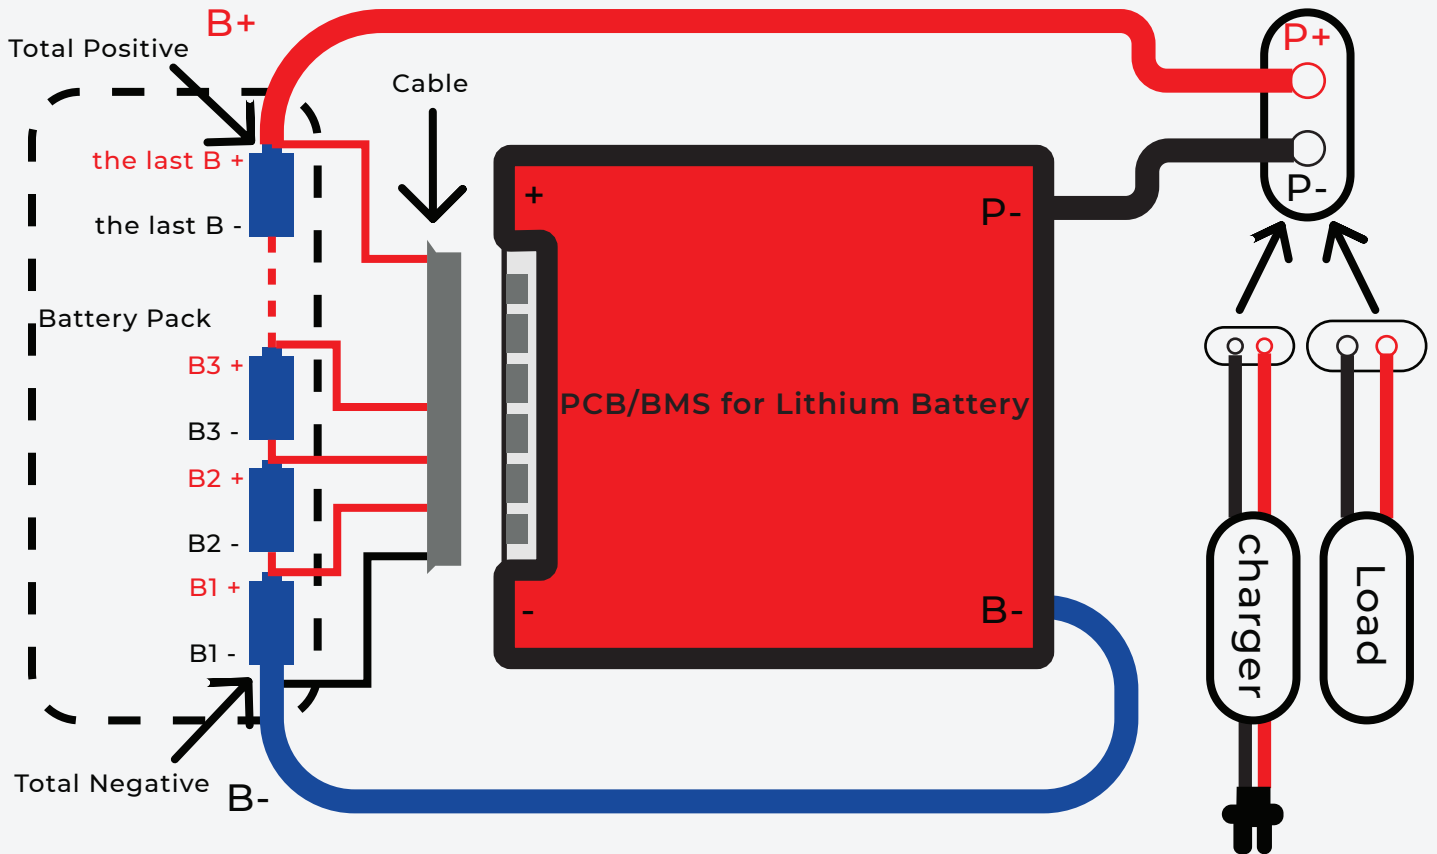 B+
Total Positive
Cable
the last B +
the last B -
Battery Pack
B3 +
B3 -
B2 +
B2 -
B1 +
B1 -
Total Negative
B-
+
P-
PCB/BMS for Lithium Battery
-
B-
P+
P-
charger
Load